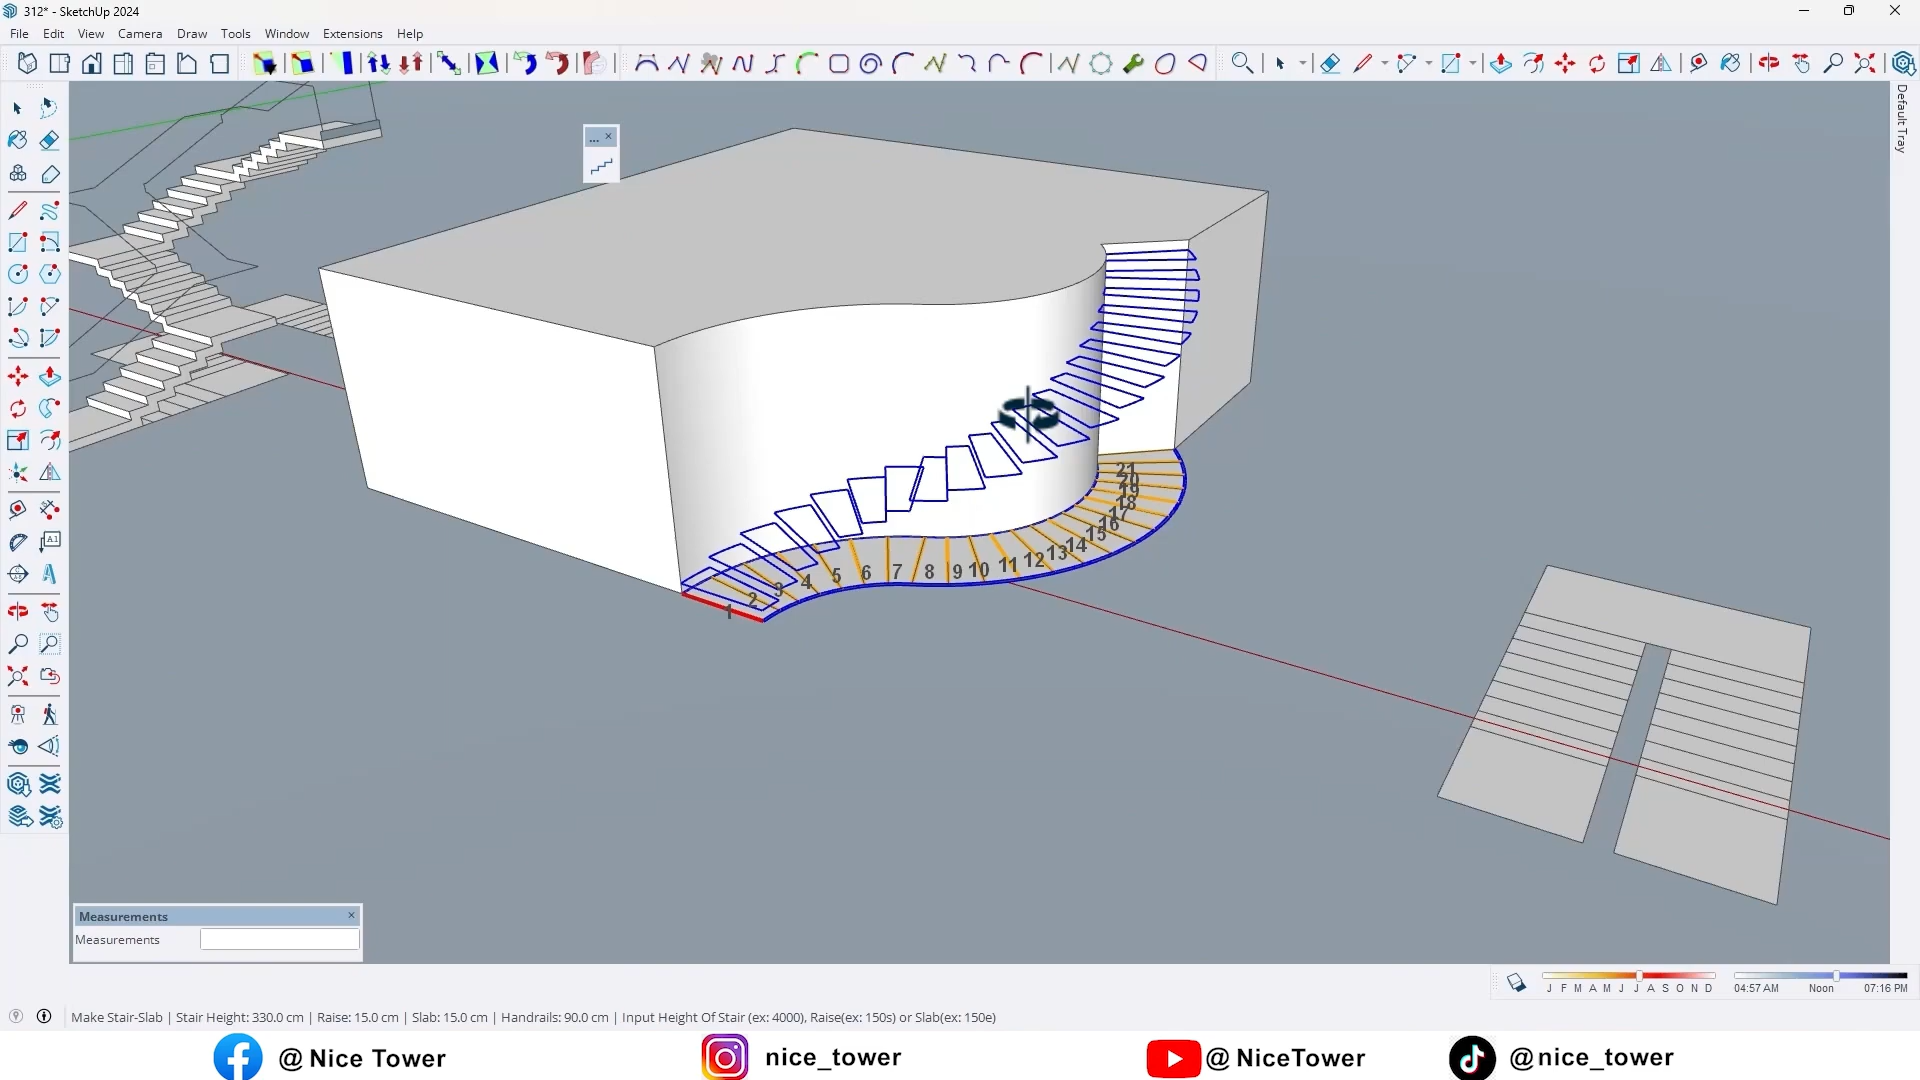 312* - SketchUp 2024
File Edit View Camera Draw Tools Window Extensions Help
Default Tray
...
A1
21
20
19
18
17
16
15
14
13
12
11
10
9
8
7
6
5
4
3
2
1
Measurements
Measurements
J F M A M J J A S O N D
04:57 AM Noon 07:16 PM
Make Stair-Slab | Stair Height: 330.0 cm | Raise: 15.0 cm | Slab: 15.0 cm | Handrails: 90.0 cm | Input Height Of Stair (ex: 4000), Raise(ex: 150s) or Slab(ex: 150e)
@ Nice Tower nice_tower @ NiceTower @nice_tower